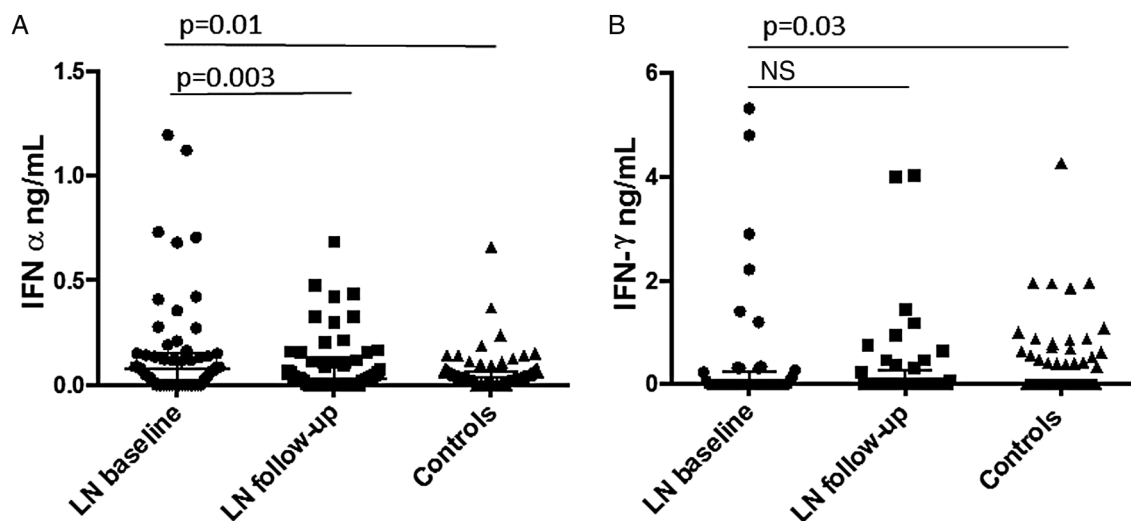 A
p=0.01
p=0.003
IFN α ng/mL
1.5
1.0
0.5
0.0
LN baseline
LN follow-up
Controls
B
p=0.03
NS
IFN-γ ng/mL
6
4
2
0
LN baseline
LN follow-up
Controls